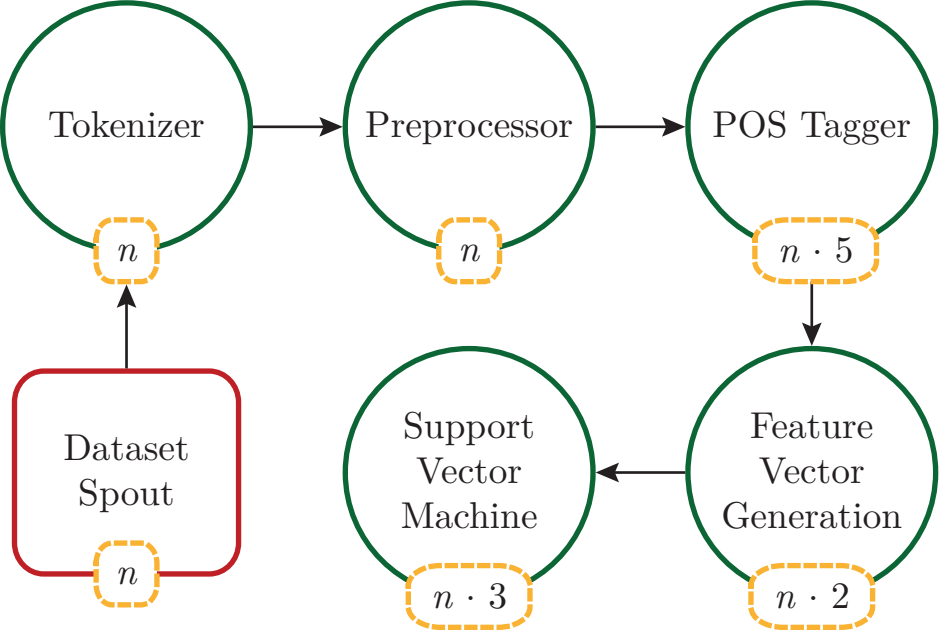 Tokenizer
n
Preprocessor
n
POS Tagger
n · 5
Dataset
Spout
n
Support
Vector
Machine
n · 3
Feature
Vector
Generation
n · 2